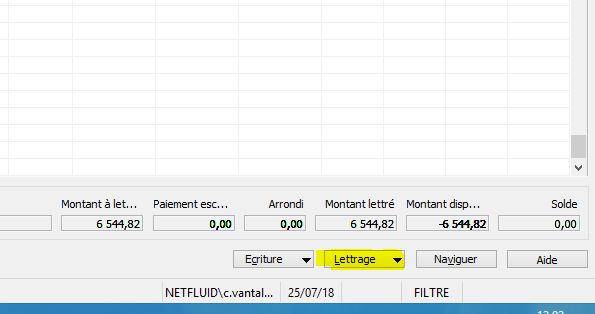 Montant à let... Paiement esc... Arrondi Montant lettré Montant disp... Solde
6 544,82 0,00 0,00 6 544,82 -6 544,82 0,00
Ecriture Lettrage Naviguer Aide
NETFLUID\c.vantal... 25/07/18 FILTRE